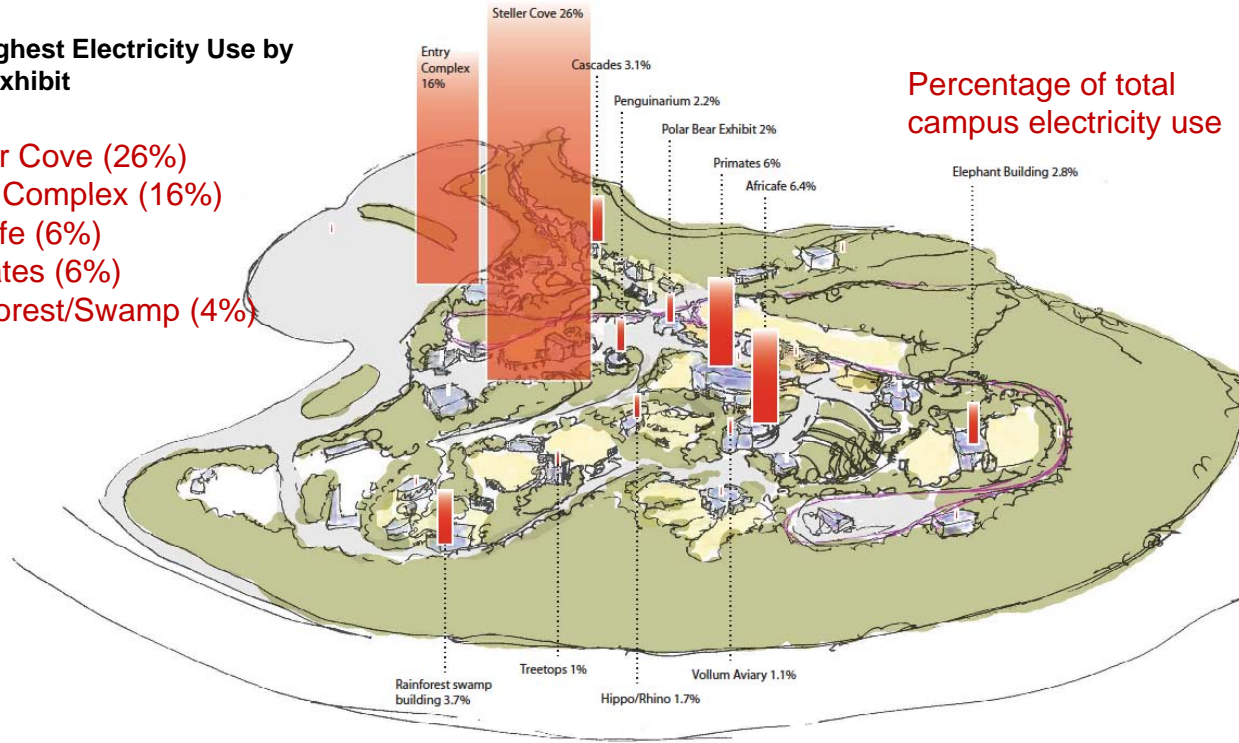 ghest Electricity Use by
xhibit
r Cove (26%)
Complex (16%)
fe (6%)
ates (6%)
orest/Swamp (4%)
Steller Cove 26%
Entry
Complex
16%
Cascades 3.1%
Penguinarium 2.2%
Polar Bear Exhibit 2%
Primates 6%
Africafe 6.4%
Percentage of total
campus electricity use
Elephant Building 2.8%
Rainforest swamp
building 3.7%
Treetops 1%
Hippo/Rhino 1.7%
Vollum Aviary 1.1%